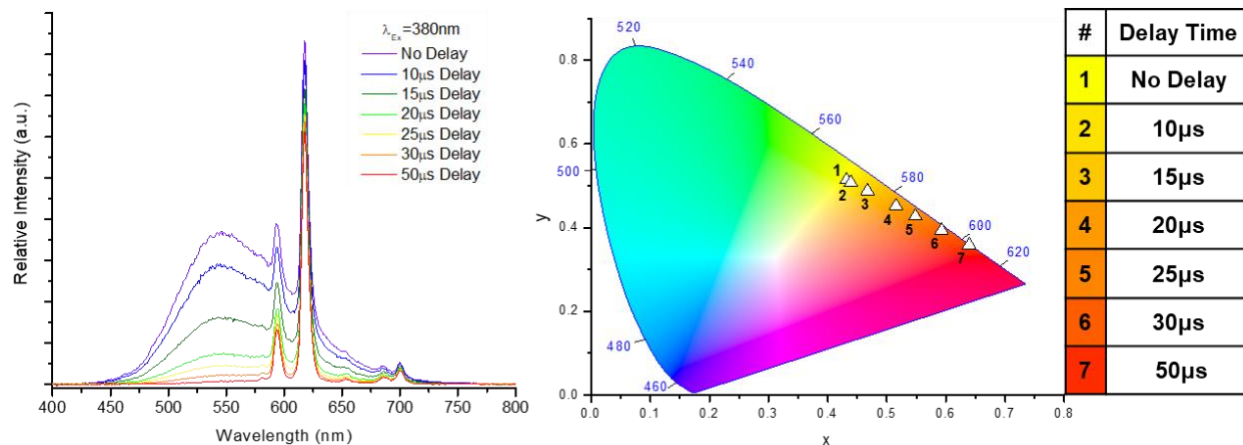 λEx=380nm
No Delay
10µs Delay
15µs Delay
20µs Delay
25µs Delay
30µs Delay
50µs Delay
Relative Intensity (a.u.)
400 450 500 550 600 650 700 750 800
Wavelength (nm)
0.8
0.6
0.4
0.2
0.0
y
0.0 0.1 0.2 0.3 0.4 0.5 0.6 0.7 0.8
x
520
540
560
500
580
600
620
480
460
1
2
3
4
5
6
7
# Delay Time
1 No Delay
2 10µs
3 15µs
4 20µs
5 25µs
6 30µs
7 50µs